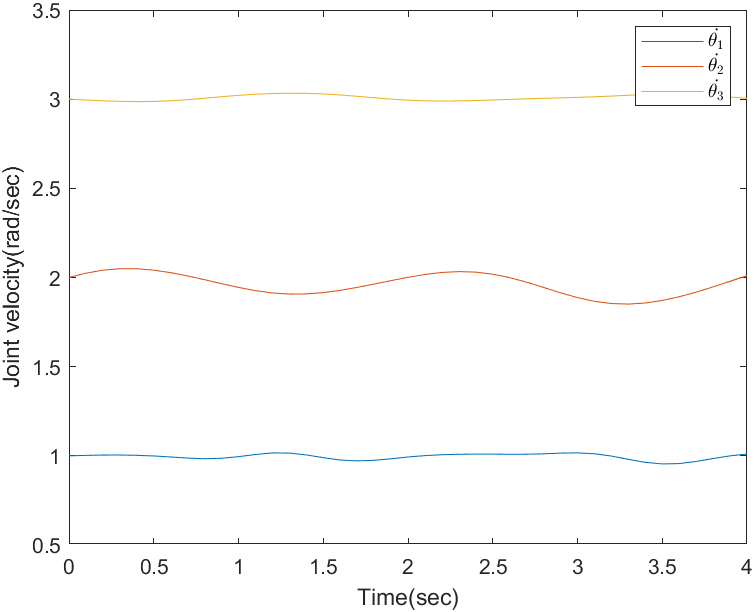 3.5
3
2.5
2
1.5
1
0.5
Joint velocity(rad/sec)
θ̇₁
θ̇₂
θ̇₃
0 0.5 1 1.5 2 2.5 3 3.5 4
Time(sec)